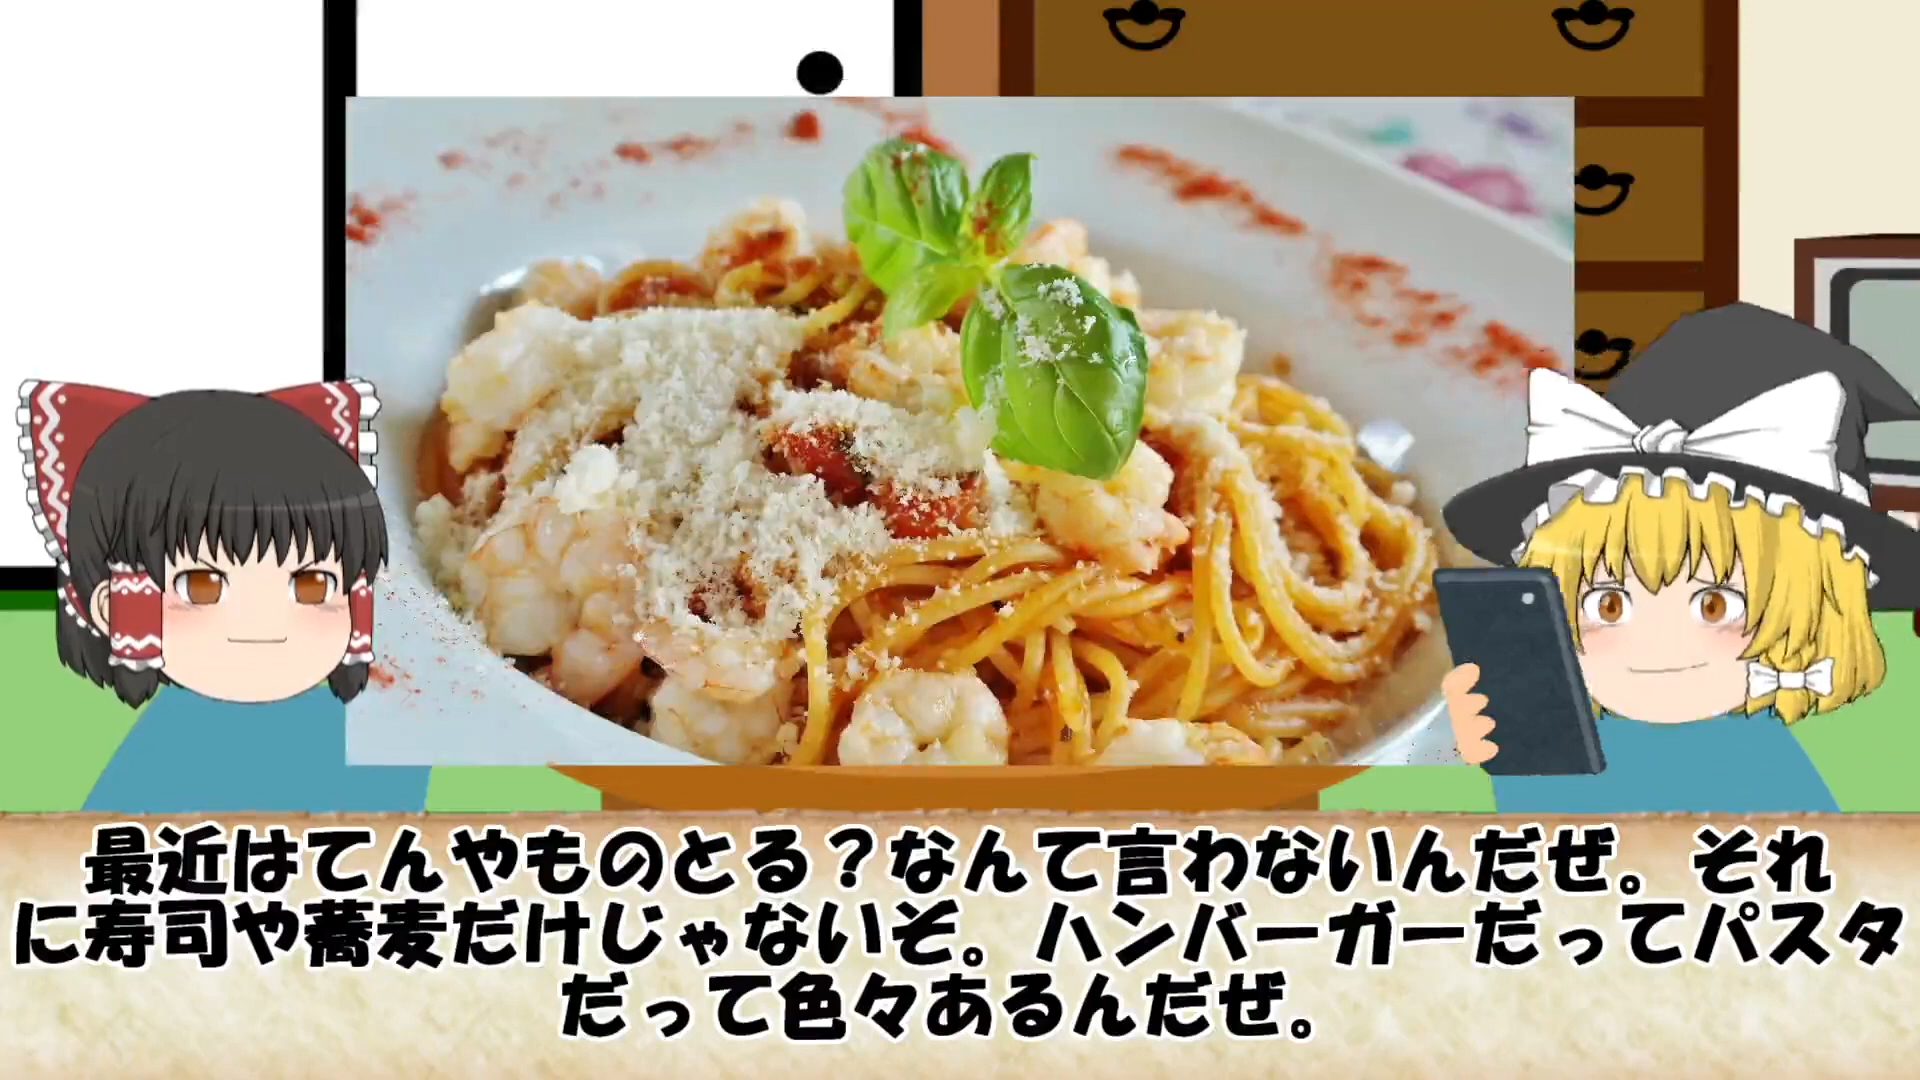 最近はてんやものとる？なんて言わないんだぜ。それ
に寿司や蕎麦だけじゃないぞ。ハンバーガーだってパスタ
だって色々あるんだぜ。